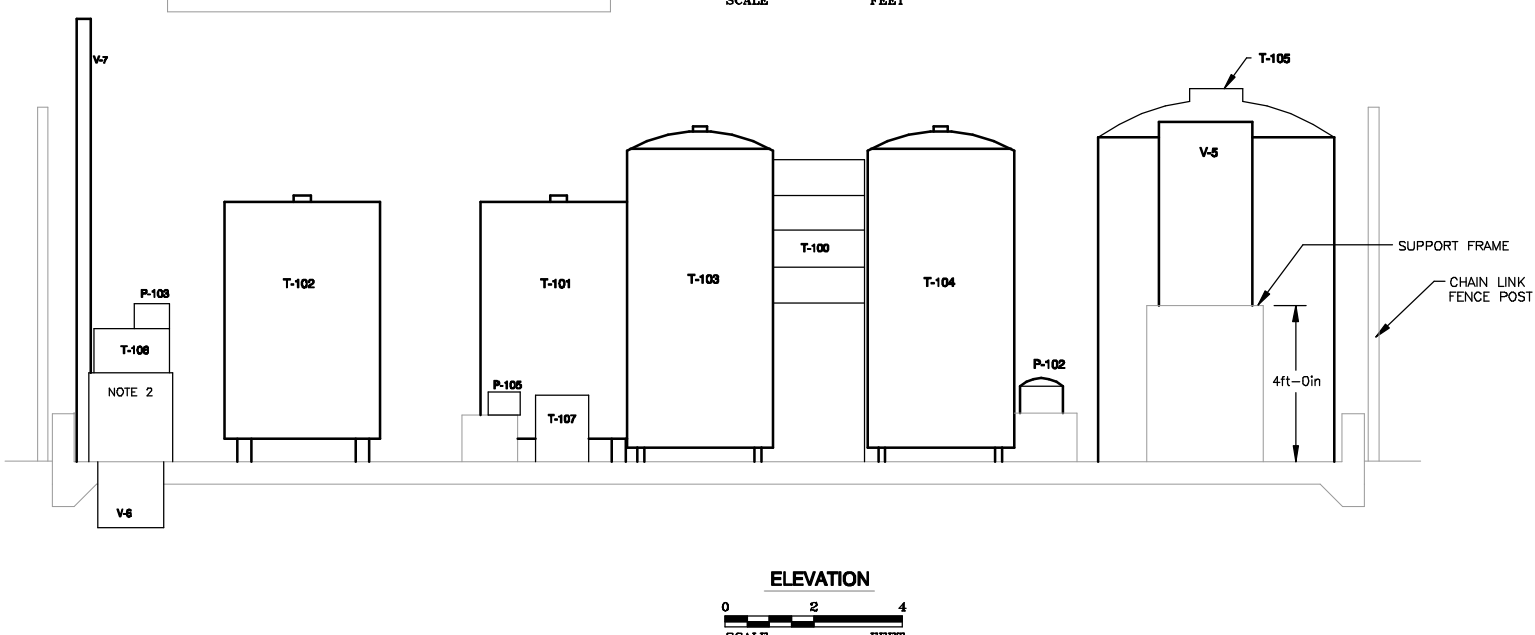 SCALE FEET
V-7
T-105
V-5
SUPPORT FRAME
T-100
T-103
T-104
T-102
T-101
CHAIN LINK
FENCE POST
P-103
T-106
P-102
4ft-0in
NOTE 2
P-105
T-107
V-6
ELEVATION
0 2 4
SCALE FEET